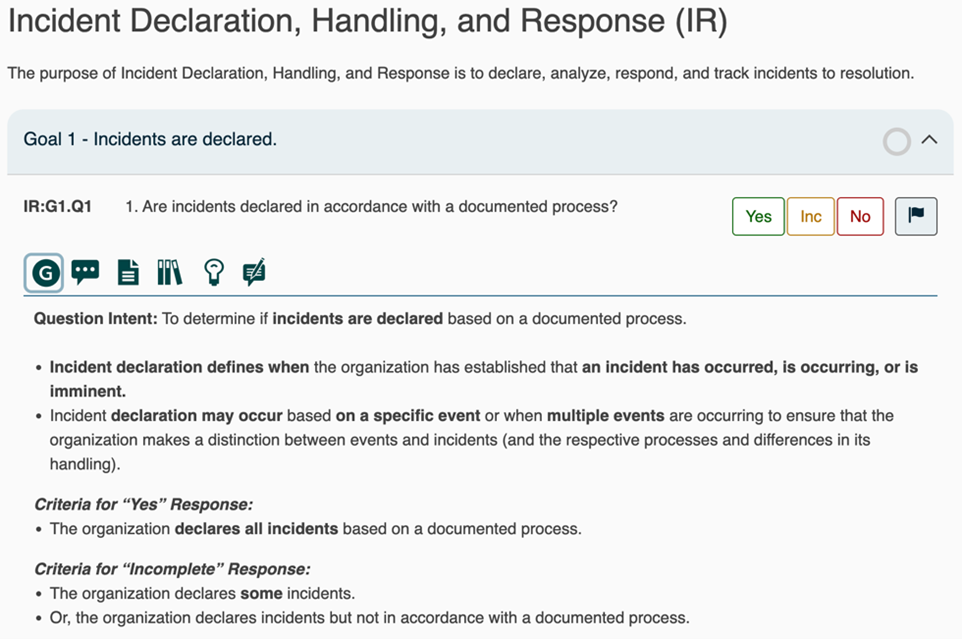 Incident Declaration, Handling, and Response (IR)
The purpose of Incident Declaration, Handling, and Response is to declare, analyze, respond, and track incidents to resolution.
Goal 1 - Incidents are declared.
IR:G1.Q1 1. Are incidents declared in accordance with a documented process?
Yes Inc No
G
Question Intent: To determine if incidents are declared based on a documented process.
• Incident declaration defines when the organization has established that an incident has occurred, is occurring, or is
imminent.
• Incident declaration may occur based on a specific event or when multiple events are occurring to ensure that the
organization makes a distinction between events and incidents (and the respective processes and differences in its
handling).
Criteria for “Yes” Response:
• The organization declares all incidents based on a documented process.
Criteria for “Incomplete” Response:
• The organization declares some incidents.
• Or, the organization declares incidents but not in accordance with a documented process.